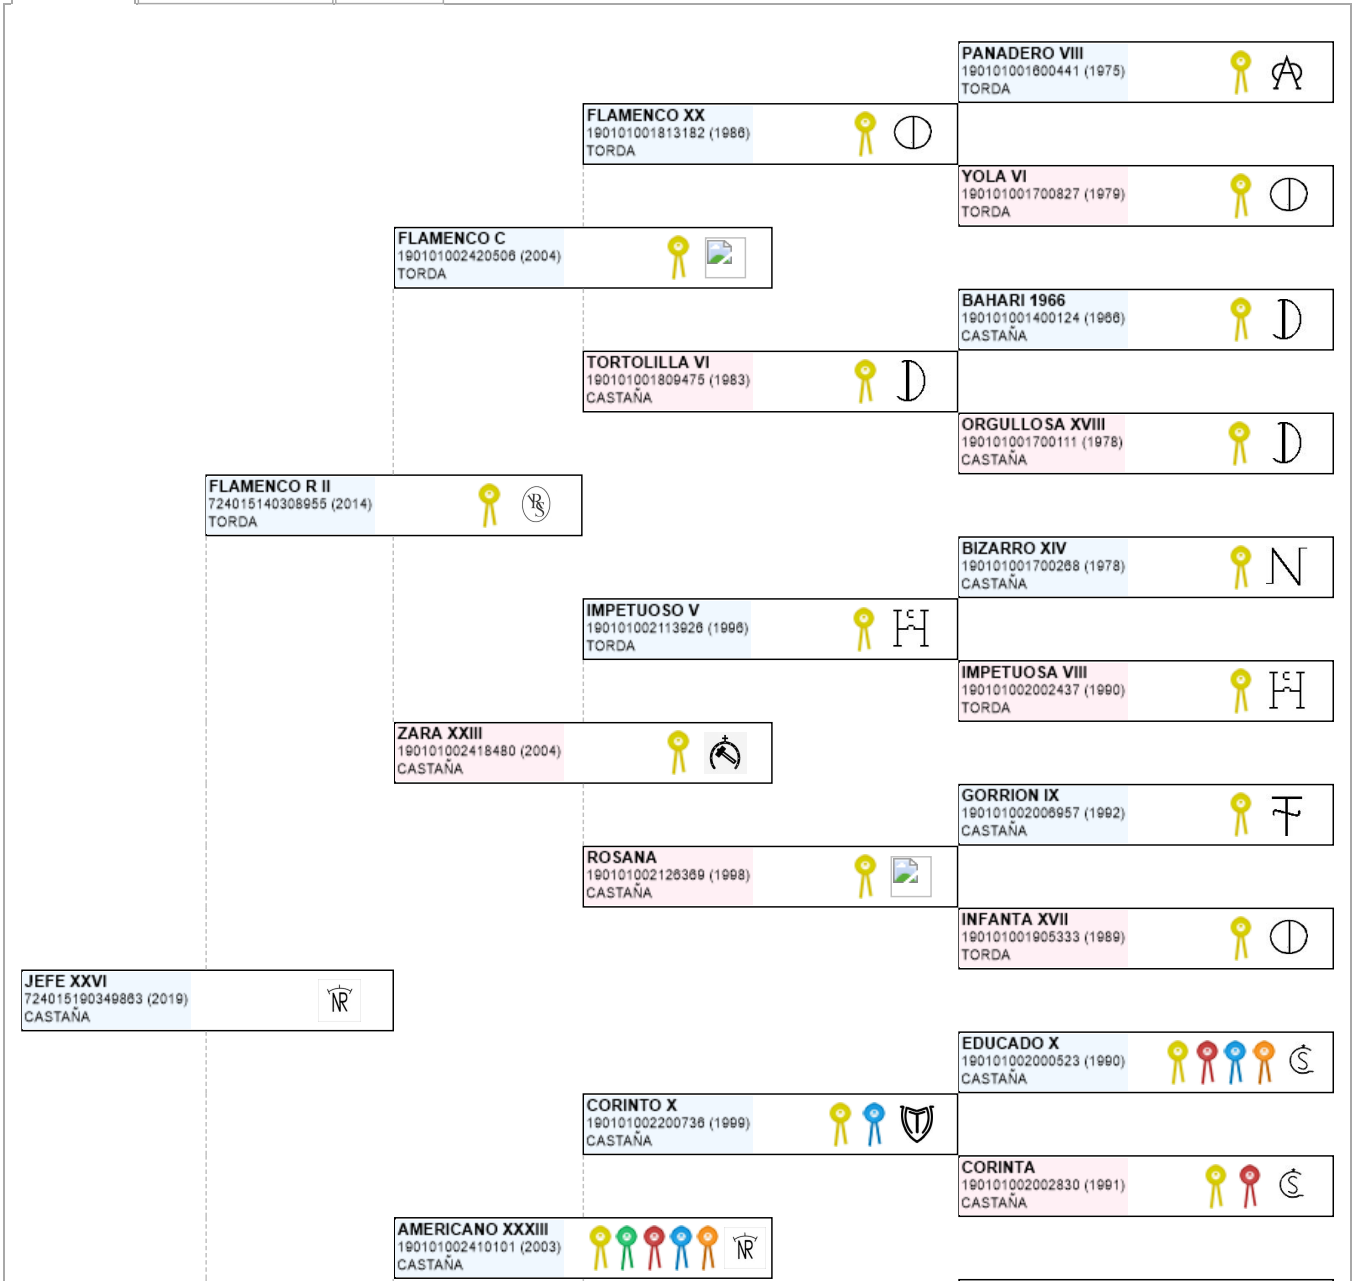 PANADERO VIII
190101001600441 (1975)
TORDA
FLAMENCO XX
190101001813182 (1986)
TORDA
YOLA VI
190101001700827 (1979)
TORDA
FLAMENCO C
190101002420506 (2004)
TORDA
BAHARI 1966
190101001400124 (1966)
CASTAÑA
TORTOLILLA VI
190101001809475 (1983)
CASTAÑA
ORGULLOSA XVIII
190101001700111 (1978)
CASTAÑA
FLAMENCO R II
724015140308955 (2014)
TORDA
BIZARRO XIV
190101001700268 (1978)
CASTAÑA
IMPETUOSO V
190101002113926 (1996)
TORDA
IMPETUOSA VIII
190101002002437 (1990)
TORDA
ZARA XXIII
190101002418480 (2004)
CASTAÑA
GORRION IX
190101002006957 (1992)
CASTAÑA
ROSANA
190101002126369 (1998)
CASTAÑA
INFANTA XVII
190101001905333 (1989)
TORDA
JEFE XXVI
724015190349863 (2019)
CASTAÑA
NR
EDUCADO X
190101002000523 (1990)
CASTAÑA
CORINTO X
190101002200736 (1999)
CASTAÑA
CORINTA
190101002002830 (1991)
CASTAÑA
AMERICANO XXXIII
190101002410101 (2003)
CASTAÑA
NR